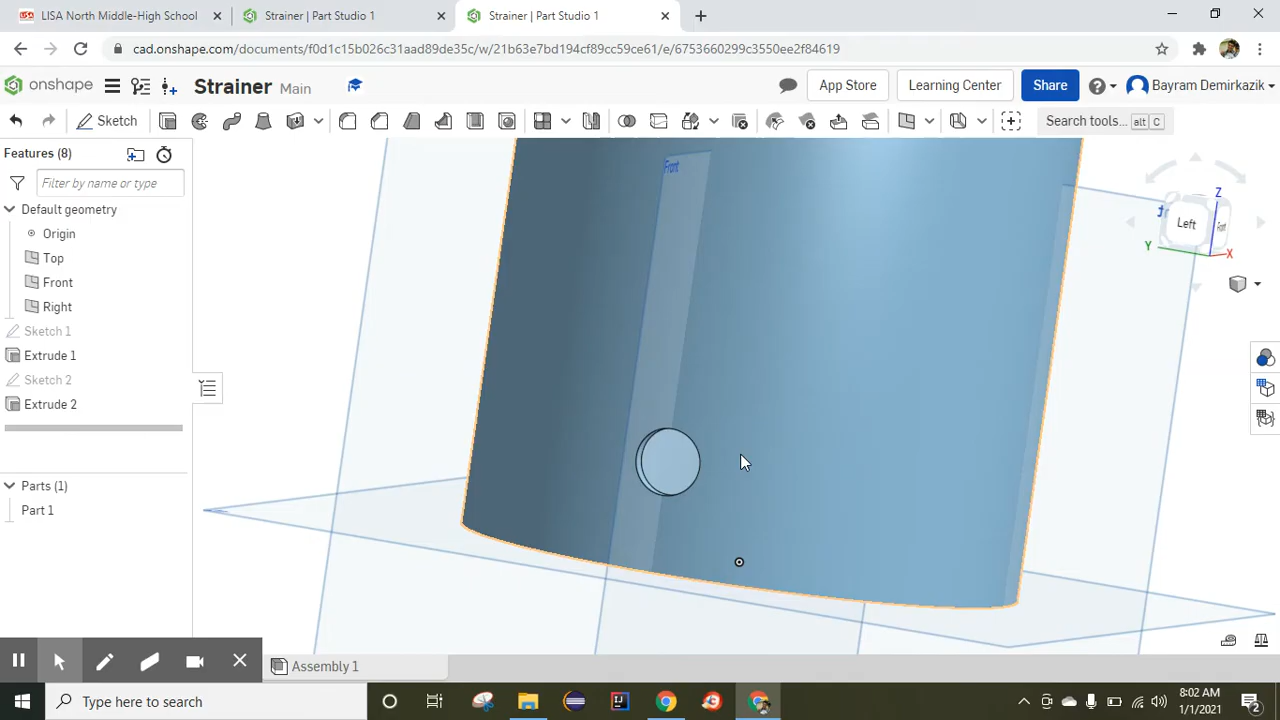 LISA North Middle-High School
Strainer | Part Studio 1
Strainer | Part Studio 1
cad.onshape.com/documents/f0d1c15b026c31aad89de35c/w/21b63e7bd194cf89cc59ce61/e/6753660299c3550ee2f84619
onshape
Strainer Main
App Store
Learning Center
Share
Bayram Demirkazik
Sketch
Search tools... alt C
Features (8)
Filter by name or type
Default geometry
Origin
Top
Front
Right
Sketch 1
Extrude 1
Sketch 2
Extrude 2
Parts (1)
Part 1
Front
Z
Left
Front
Y
X
Assembly 1
Type here to search
8:02 AM
1/1/2021
2